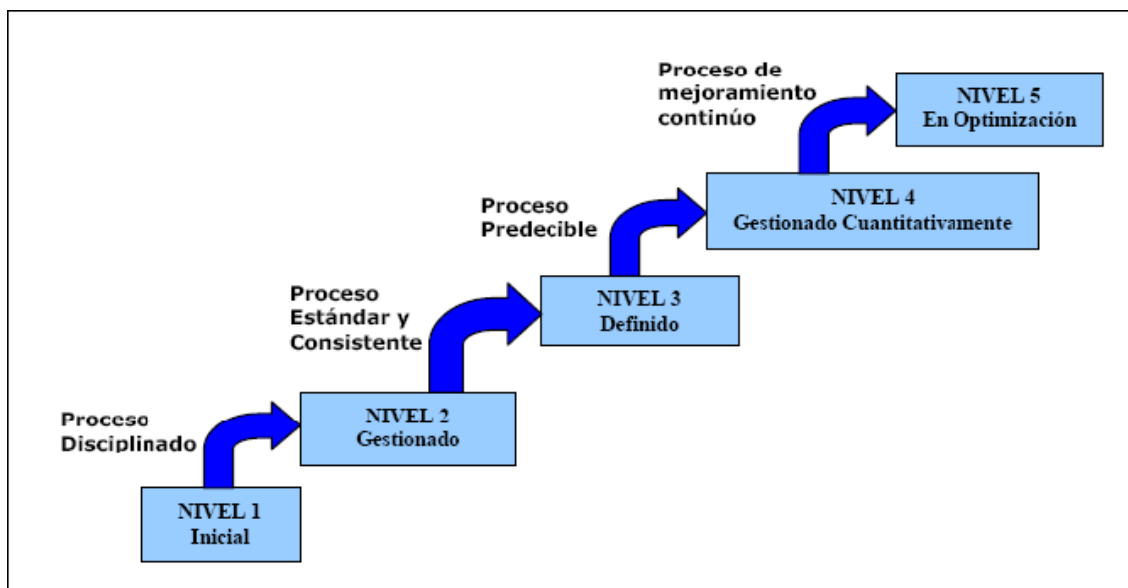 Proceso de
mejoramiento
continúo
NIVEL 5
En Optimización
Proceso
Predecible
NIVEL 4
Gestionado Cuantitativamente
Proceso
Estándar y
Consistente
NIVEL 3
Definido
Proceso
Disciplinado
NIVEL 2
Gestionado
NIVEL 1
Inicial